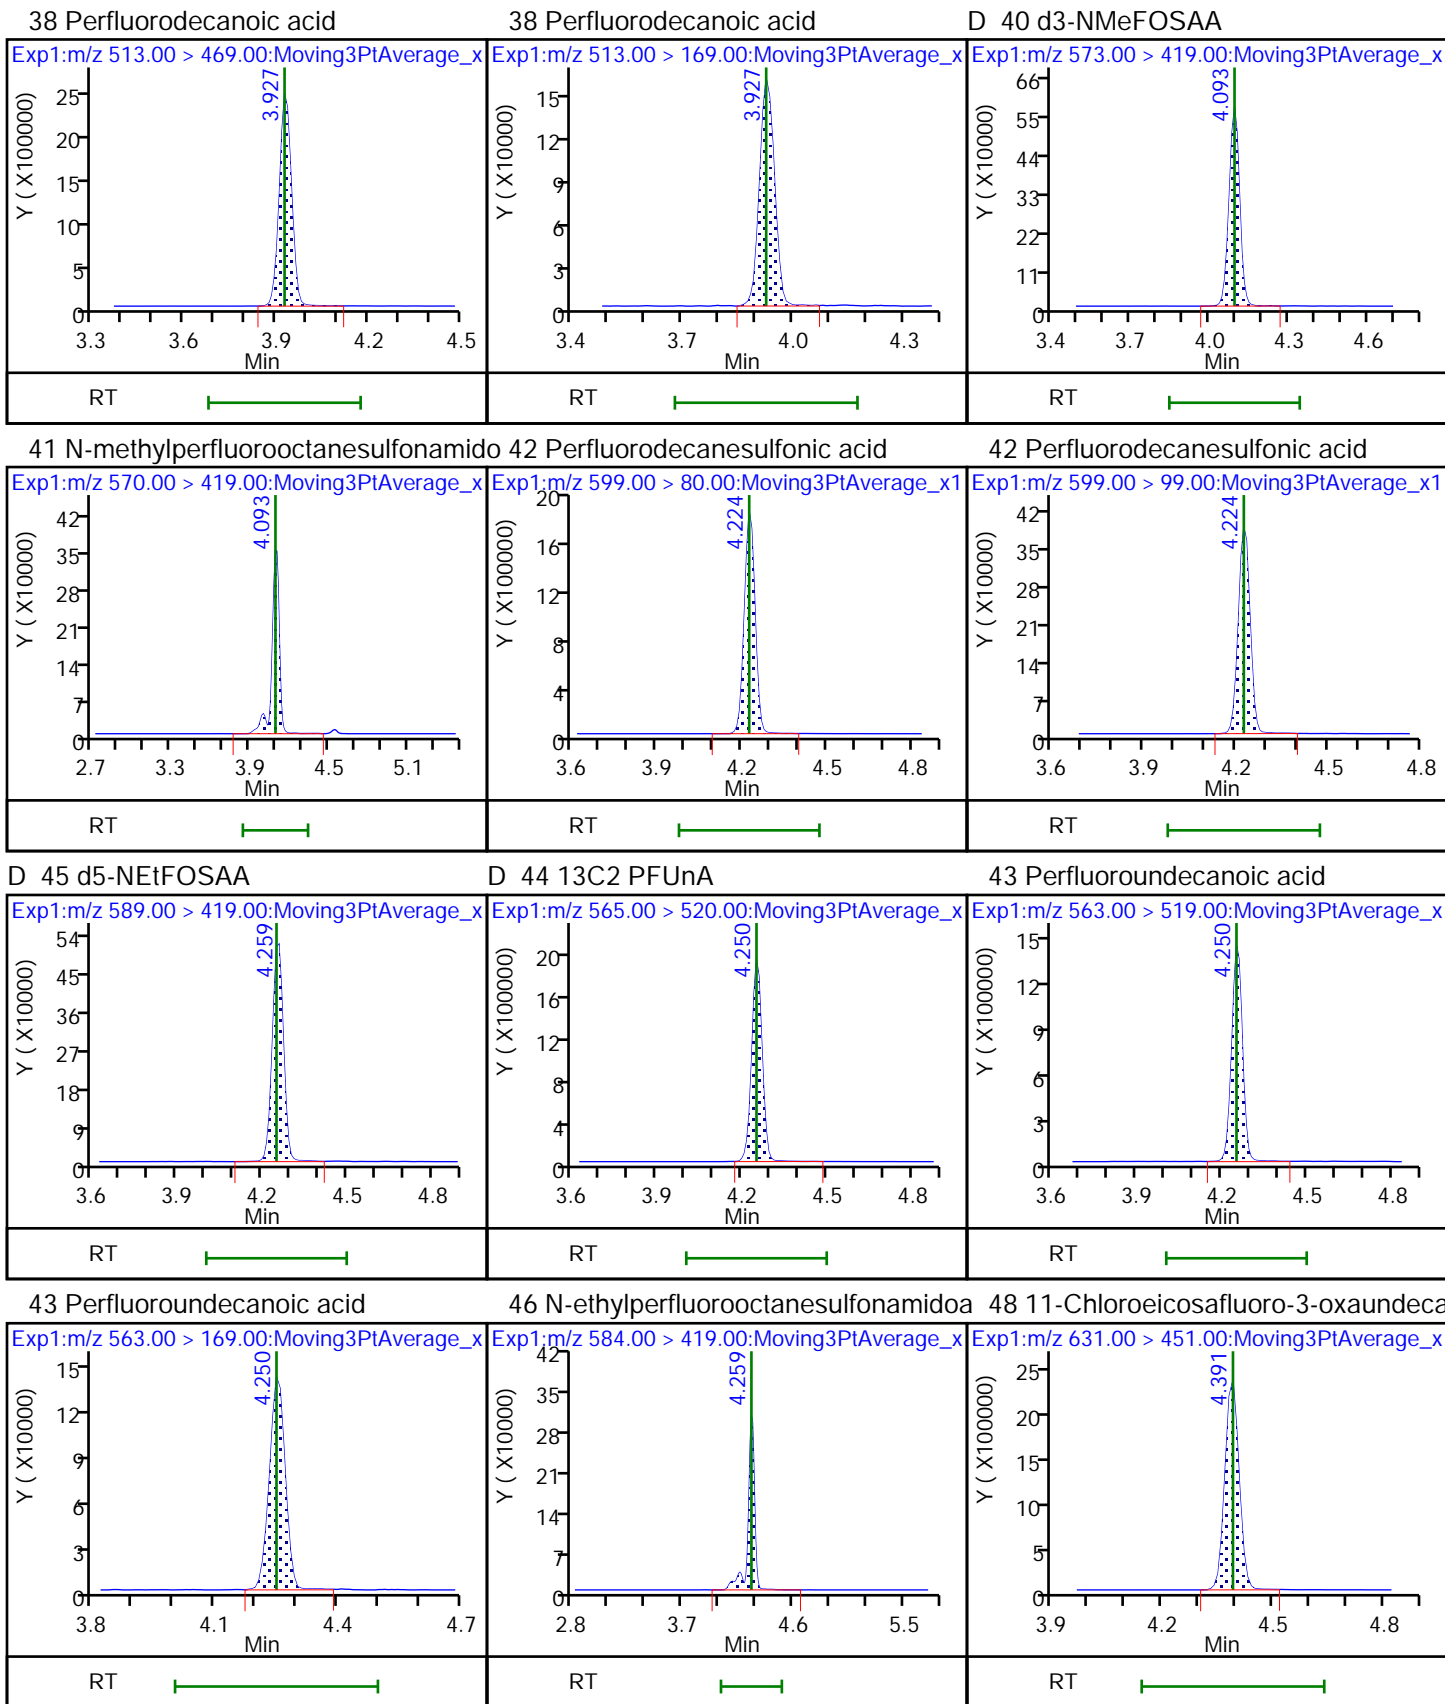 38 Perfluorodecanoic acid
Exp1:m/z 513.00 > 469.00:Moving3PtAverage_x
Y ( X100000)
25
20
15
10
5
0
3.927
3.3 3.6 3.9 4.2 4.5
Min
RT
38 Perfluorodecanoic acid
Exp1:m/z 513.00 > 169.00:Moving3PtAverage_x
Y ( X10000)
15
12
9
6
3
0
3.927
3.4 3.7 4.0 4.3
Min
RT
D 40 d3-NMeFOSAA
Exp1:m/z 573.00 > 419.00:Moving3PtAverage_x
Y ( X10000)
66
55
44
33
22
11
0
4.093
3.4 3.7 4.0 4.3 4.6
Min
RT
41 N-methylperfluorooctanesulfonamido
Exp1:m/z 570.00 > 419.00:Moving3PtAverage_x
Y ( X10000)
42
35
28
21
14
7
0
4.093
2.7 3.3 3.9 4.5 5.1
Min
RT
42 Perfluorodecanesulfonic acid
Exp1:m/z 599.00 > 80.00:Moving3PtAverage_x1
Y ( X100000)
20
16
12
8
4
0
4.224
3.6 3.9 4.2 4.5 4.8
Min
RT
42 Perfluorodecanesulfonic acid
Exp1:m/z 599.00 > 99.00:Moving3PtAverage_x1
Y ( X10000)
42
35
28
21
14
7
0
4.224
3.6 3.9 4.2 4.5 4.8
Min
RT
D 45 d5-NEtFOSAA
Exp1:m/z 589.00 > 419.00:Moving3PtAverage_x
Y ( X10000)
54
45
36
27
18
9
0
4.259
3.6 3.9 4.2 4.5 4.8
Min
RT
D 44 13C2 PFUnA
Exp1:m/z 565.00 > 520.00:Moving3PtAverage_x
Y ( X100000)
20
16
12
8
4
0
4.250
3.6 3.9 4.2 4.5 4.8
Min
RT
43 Perfluoroundecanoic acid
Exp1:m/z 563.00 > 519.00:Moving3PtAverage_x
Y ( X100000)
15
12
9
6
3
0
4.250
3.6 3.9 4.2 4.5 4.8
Min
RT
43 Perfluoroundecanoic acid
Exp1:m/z 563.00 > 169.00:Moving3PtAverage_x
Y ( X10000)
15
12
9
6
3
0
4.250
3.8 4.1 4.4 4.7
Min
RT
46 N-ethylperfluorooctanesulfonamidoa
Exp1:m/z 584.00 > 419.00:Moving3PtAverage_x
Y ( X10000)
42
35
28
21
14
7
0
4.259
2.8 3.7 4.6 5.5
Min
RT
48 11-Chloroeicosafluoro-3-oxaundeca
Exp1:m/z 631.00 > 451.00:Moving3PtAverage_x
Y ( X100000)
25
20
15
10
5
0
4.391
3.9 4.2 4.5 4.8
Min
RT